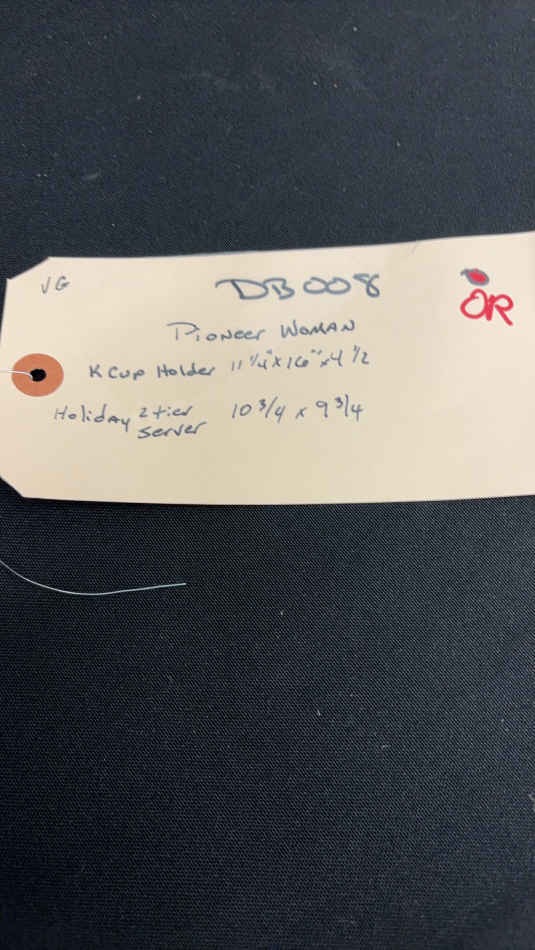 VG
DB008
OR
Pioneer Woman
K Cup Holder 11 1/4" x 16" x 4 1/2
Holiday 2 tier server 10 3/4 x 9 3/4